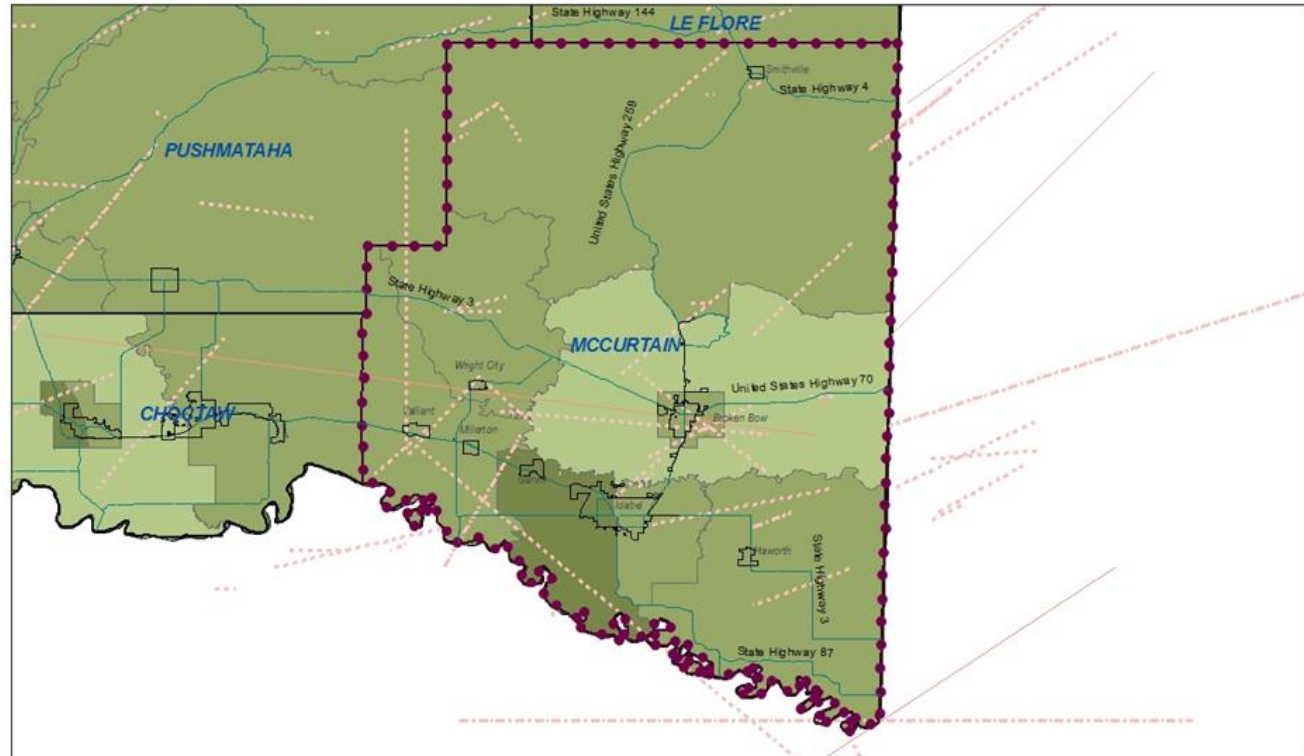 State Highway 144
LE FLORE
Smithville
State Highway 4
United States Highway 259
PUSHMATAHA
State Highway 3
MCCURTAIN
Wright City
United States Highway 70
CHOCTAW
Valliant
Broken Bow
Millerton
Garvin
Idabel
Haworth
State Highway 3
State Highway 87